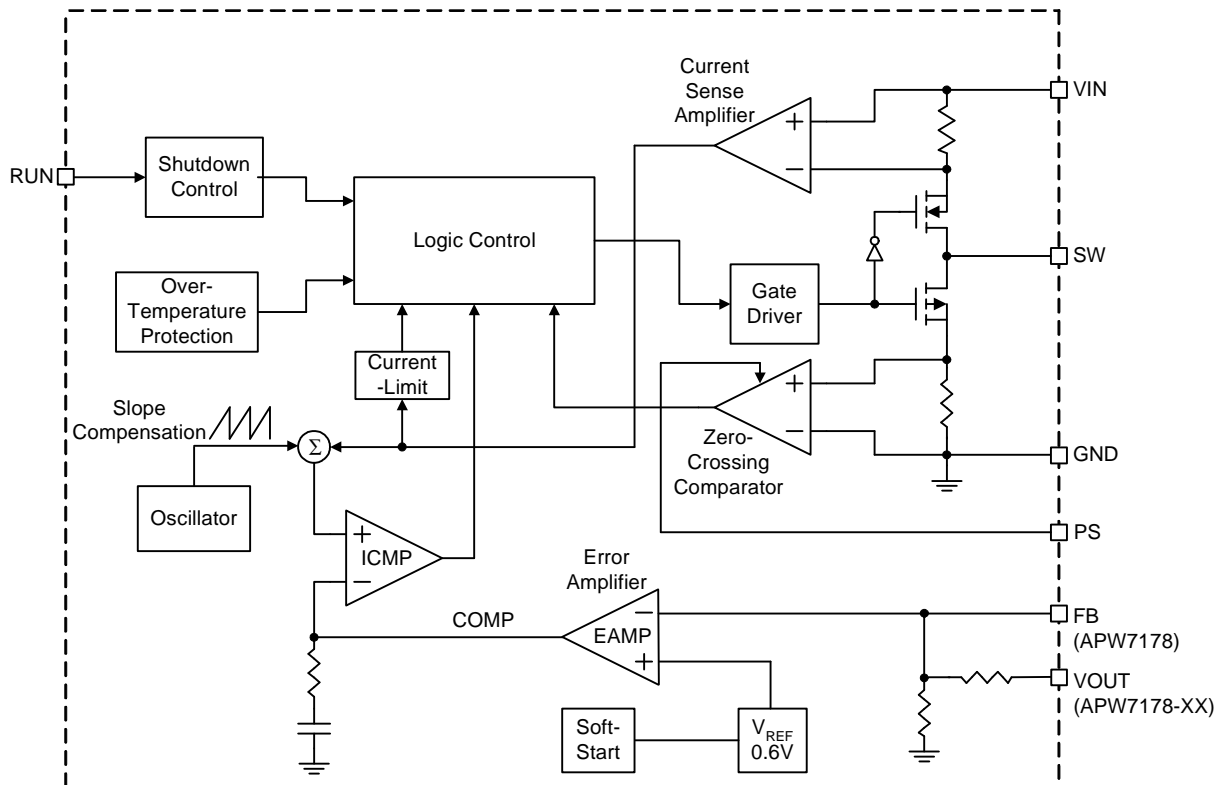 Current
Sense
Amplifier
VIN
RUN
Shutdown
Control
Logic Control
SW
Over-
Temperature
Protection
Gate
Driver
Current
-Limit
Slope
Compensation
Σ
Zero-
Crossing
Comparator
GND
Oscillator
PS
ICMP
Error
Amplifier
COMP
EAMP
FB
(APW7178)
VOUT
(APW7178-XX)
Soft-
Start
VREF
0.6V